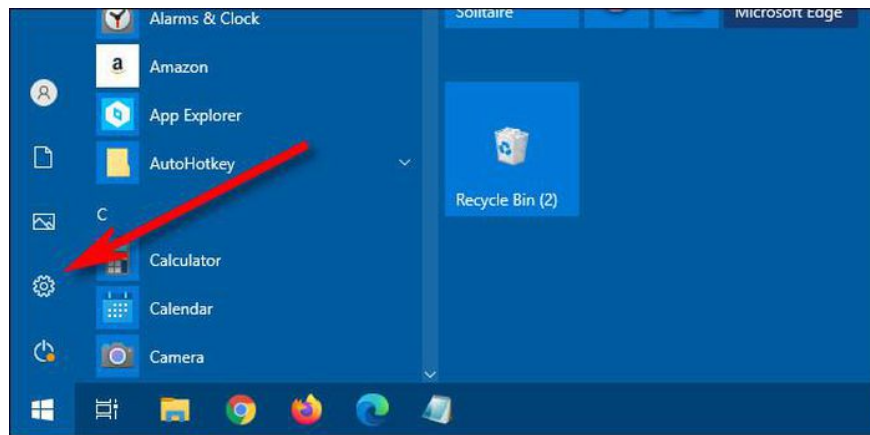 Alarms & Clock
a
Amazon
App Explorer
AutoHotkey
C
Calculator
Calendar
Camera
Solitaire
Microsoft Edge
Recycle Bin (2)